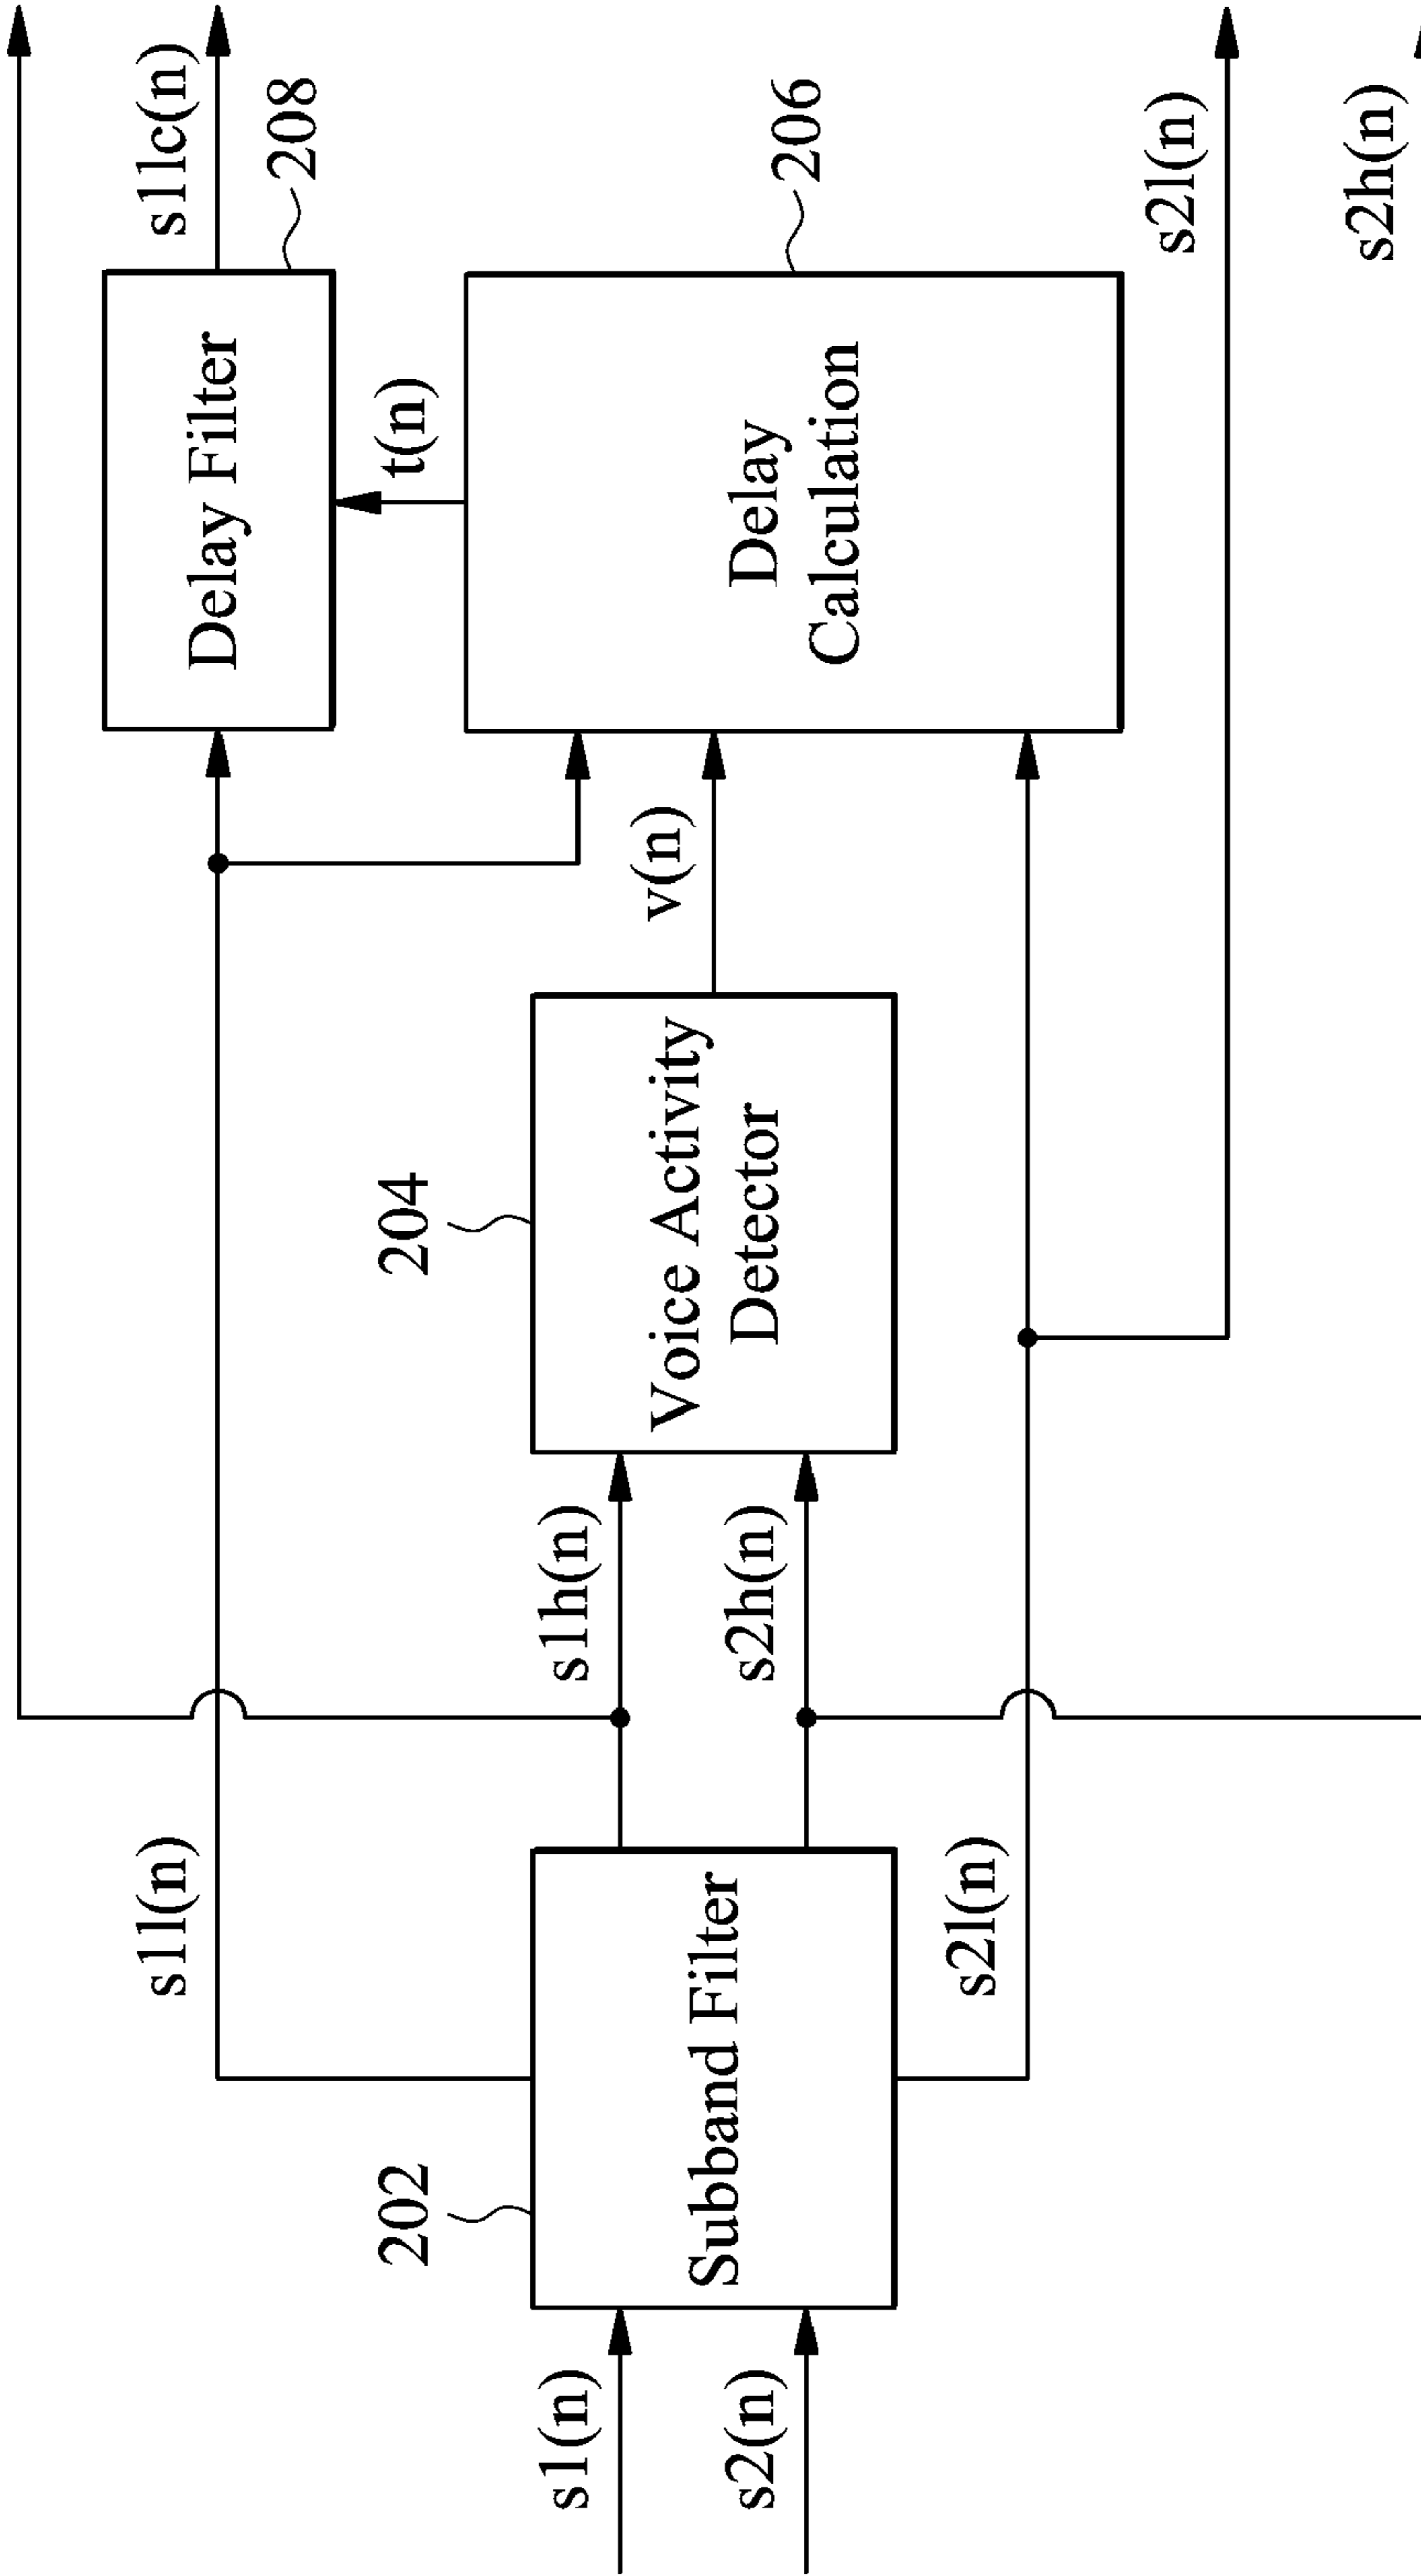 s1lc(n)
208
s1l(n)
Delay Filter
t(n)
202
204
206
s1(n)
s1h(n)
v(n)
Subband Filter
Voice Activity
Detector
Delay
Calculation
s2(n)
s2h(n)
s2l(n)
s2l(n)
s2h(n)